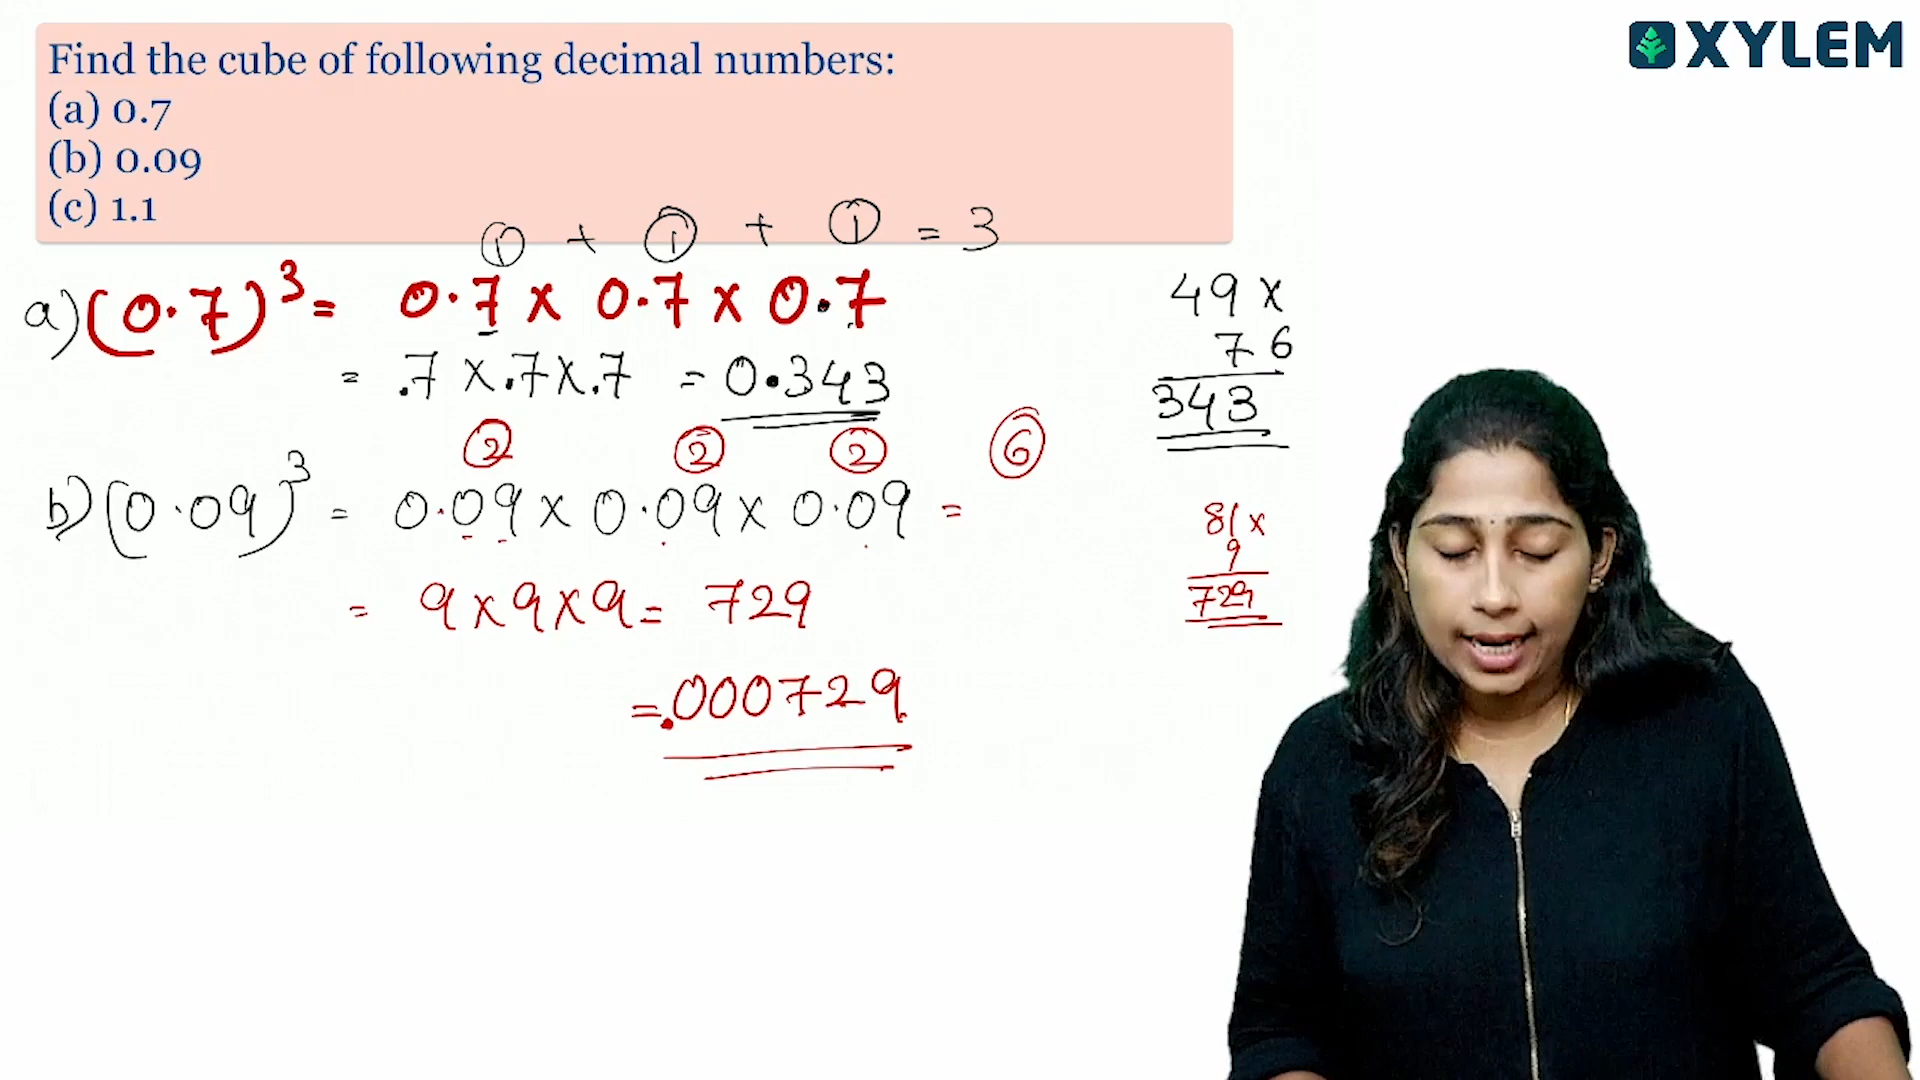 XYLEM
Find the cube of following decimal numbers:
(a) 0.7
(b) 0.09
(c) 1.1
1 + 1 + 1 = 3
a) (0.7)³ = 0.7 x 0.7 x 0.7
= .7 x .7 x .7 = 0.343
49 x
7 6
343
2 2 2 6
b) (0.09)³ = 0.09 x 0.09 x 0.09 =
= 9 x 9 x 9 = 729
= .000729
81 x
9
729